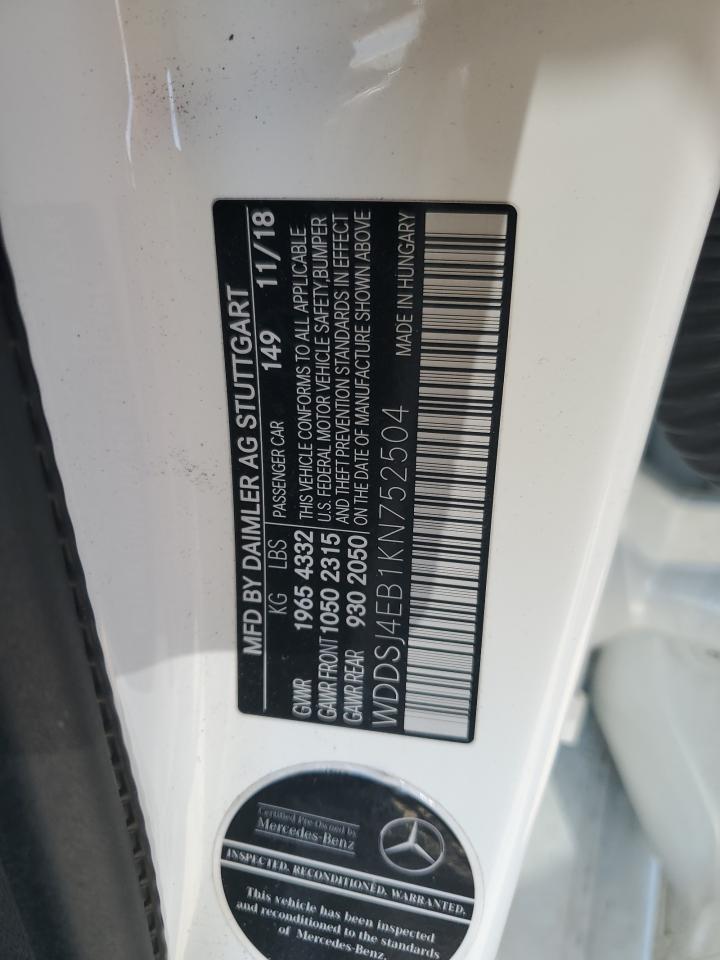 MFD BY DAIMLER AG STUTTGART
KG LBS PASSENGER CAR 149 11/18
GVWR 1965 4332 THIS VEHICLE CONFORMS TO ALL APPLICABLE
GAWR FRONT 1050 2315 U.S. FEDERAL MOTOR VEHICLE SAFETY,BUMPER
AND THEFT PREVENTION STANDARDS IN EFFECT
GAWR REAR 930 2050 ON THE DATE OF MANUFACTURE SHOWN ABOVE
WDDSJ4EB1KN752504 MADE IN HUNGARY
Certified Pre-Owned by
Mercedes-Benz
INSPECTED. RECONDITIONED. WARRANTED.
This vehicle has been inspected
and reconditioned to the standards
of Mercedes-Benz.